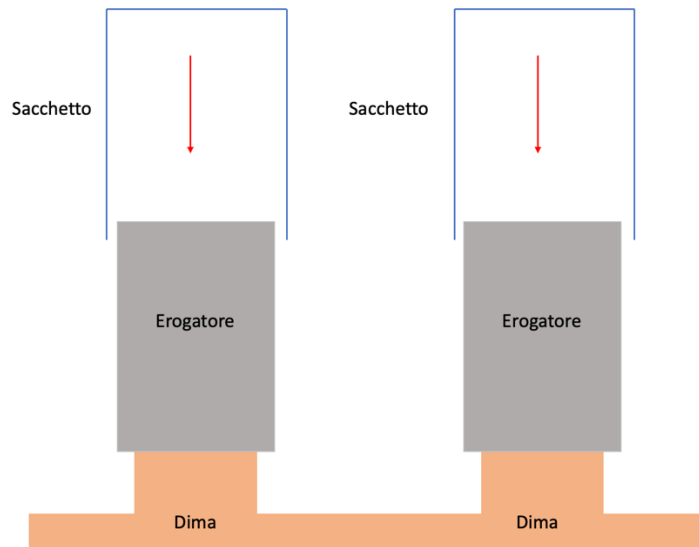 Sacchetto
Sacchetto
Erogatore
Erogatore
Dima
Dima